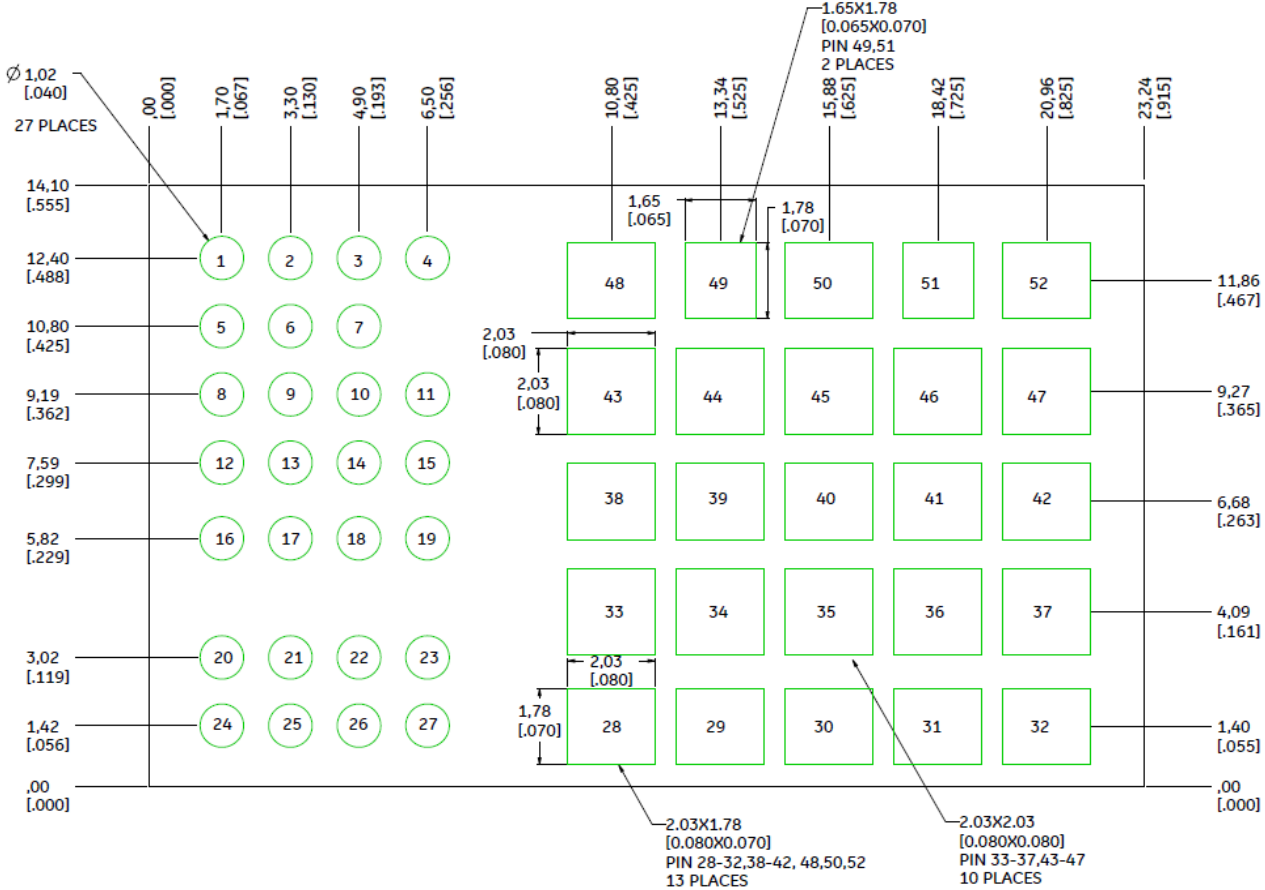 1.65X1.78
[0.065X0.070]
PIN 49,51
2 PLACES
Ø 1,02
[.040]
27 PLACES
,00
[.000]
1,70
[.067]
3,30
[.130]
4,90
[.193]
6,50
[.256]
10,80
[.425]
13,34
[.525]
15,88
[.625]
18,42
[.725]
20,96
[.825]
23,24
[.915]
14,10
[.555]
1,65
[.065]
1,78
[.070]
12,40
[.488]
1 2 3 4
48 49 50 51 52
11,86
[.467]
10,80
[.425]
5 6 7
2,03
[.080]
2,03
[.080]
9,19
[.362]
8 9 10 11
43 44 45 46 47
9,27
[.365]
7,59
[.299]
12 13 14 15
38 39 40 41 42
6,68
[.263]
5,82
[.229]
16 17 18 19
33 34 35 36 37
4,09
[.161]
3,02
[.119]
20 21 22 23
2,03
[.080]
1,42
[.056]
24 25 26 27
1,78
[.070]
28 29 30 31 32
1,40
[.055]
,00
[.000]
,00
[.000]
2.03X1.78
[0.080X0.070]
PIN 28-32,38-42, 48,50,52
13 PLACES
2.03X2.03
[0.080X0.080]
PIN 33-37,43-47
10 PLACES